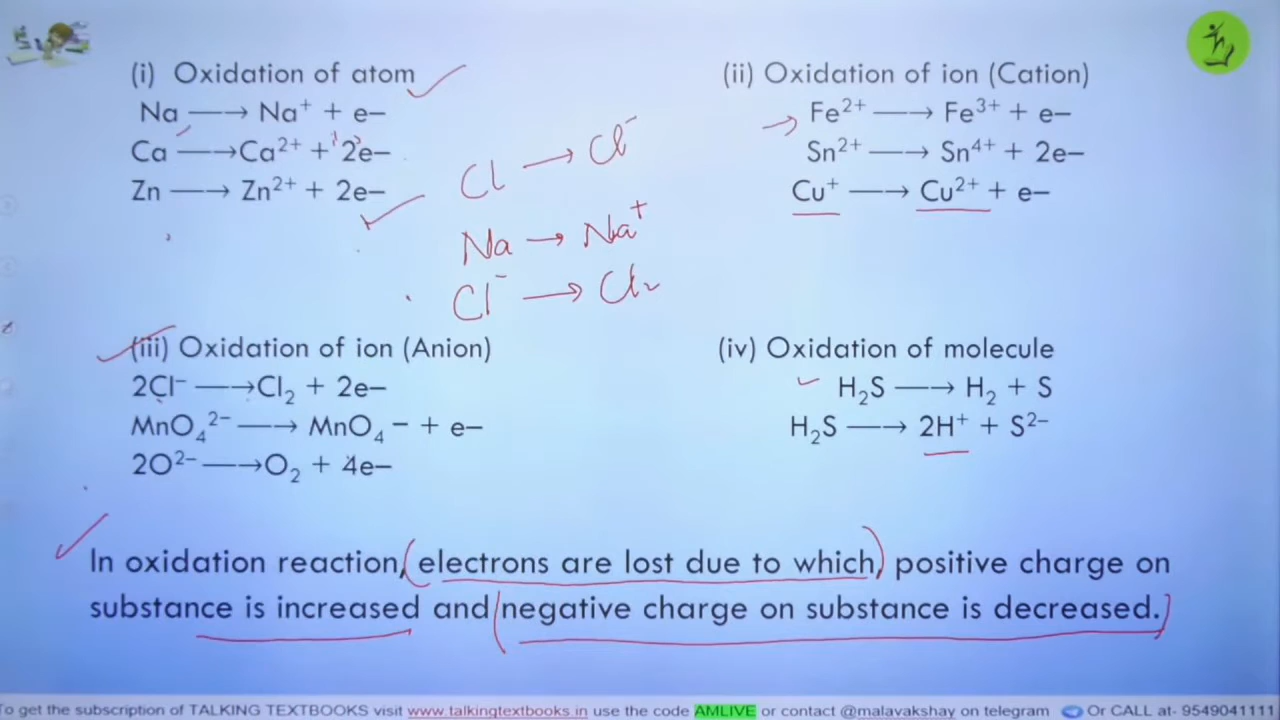 (i) Oxidation of atom
Na ⟶ Na⁺ + e–
Ca ⟶ Ca²⁺ + 2e–
Zn ⟶ Zn²⁺ + 2e–
(ii) Oxidation of ion (Cation)
Fe²⁺ ⟶ Fe³⁺ + e–
Sn²⁺ ⟶ Sn⁴⁺ + 2e–
Cu⁺ ⟶ Cu²⁺ + e–
Cl → Cl⁻
Na → Na⁺
Cl⁻ → Cl₂
(iii) Oxidation of ion (Anion)
2Cl⁻ ⟶ Cl₂ + 2e–
MnO₄²⁻ ⟶ MnO₄ – + e–
2O²⁻ ⟶ O₂ + 4e–
(iv) Oxidation of molecule
H₂S ⟶ H₂ + S
H₂S ⟶ 2H⁺ + S²⁻
In oxidation reaction, (electrons are lost due to which) positive charge on
substance is increased and (negative charge on substance is decreased.)
To get the subscription of TALKING TEXTBOOKS visit www.talkingtextbooks.in use the code AMLIVE or contact @malavakshay on telegram Or CALL at- 9549041111